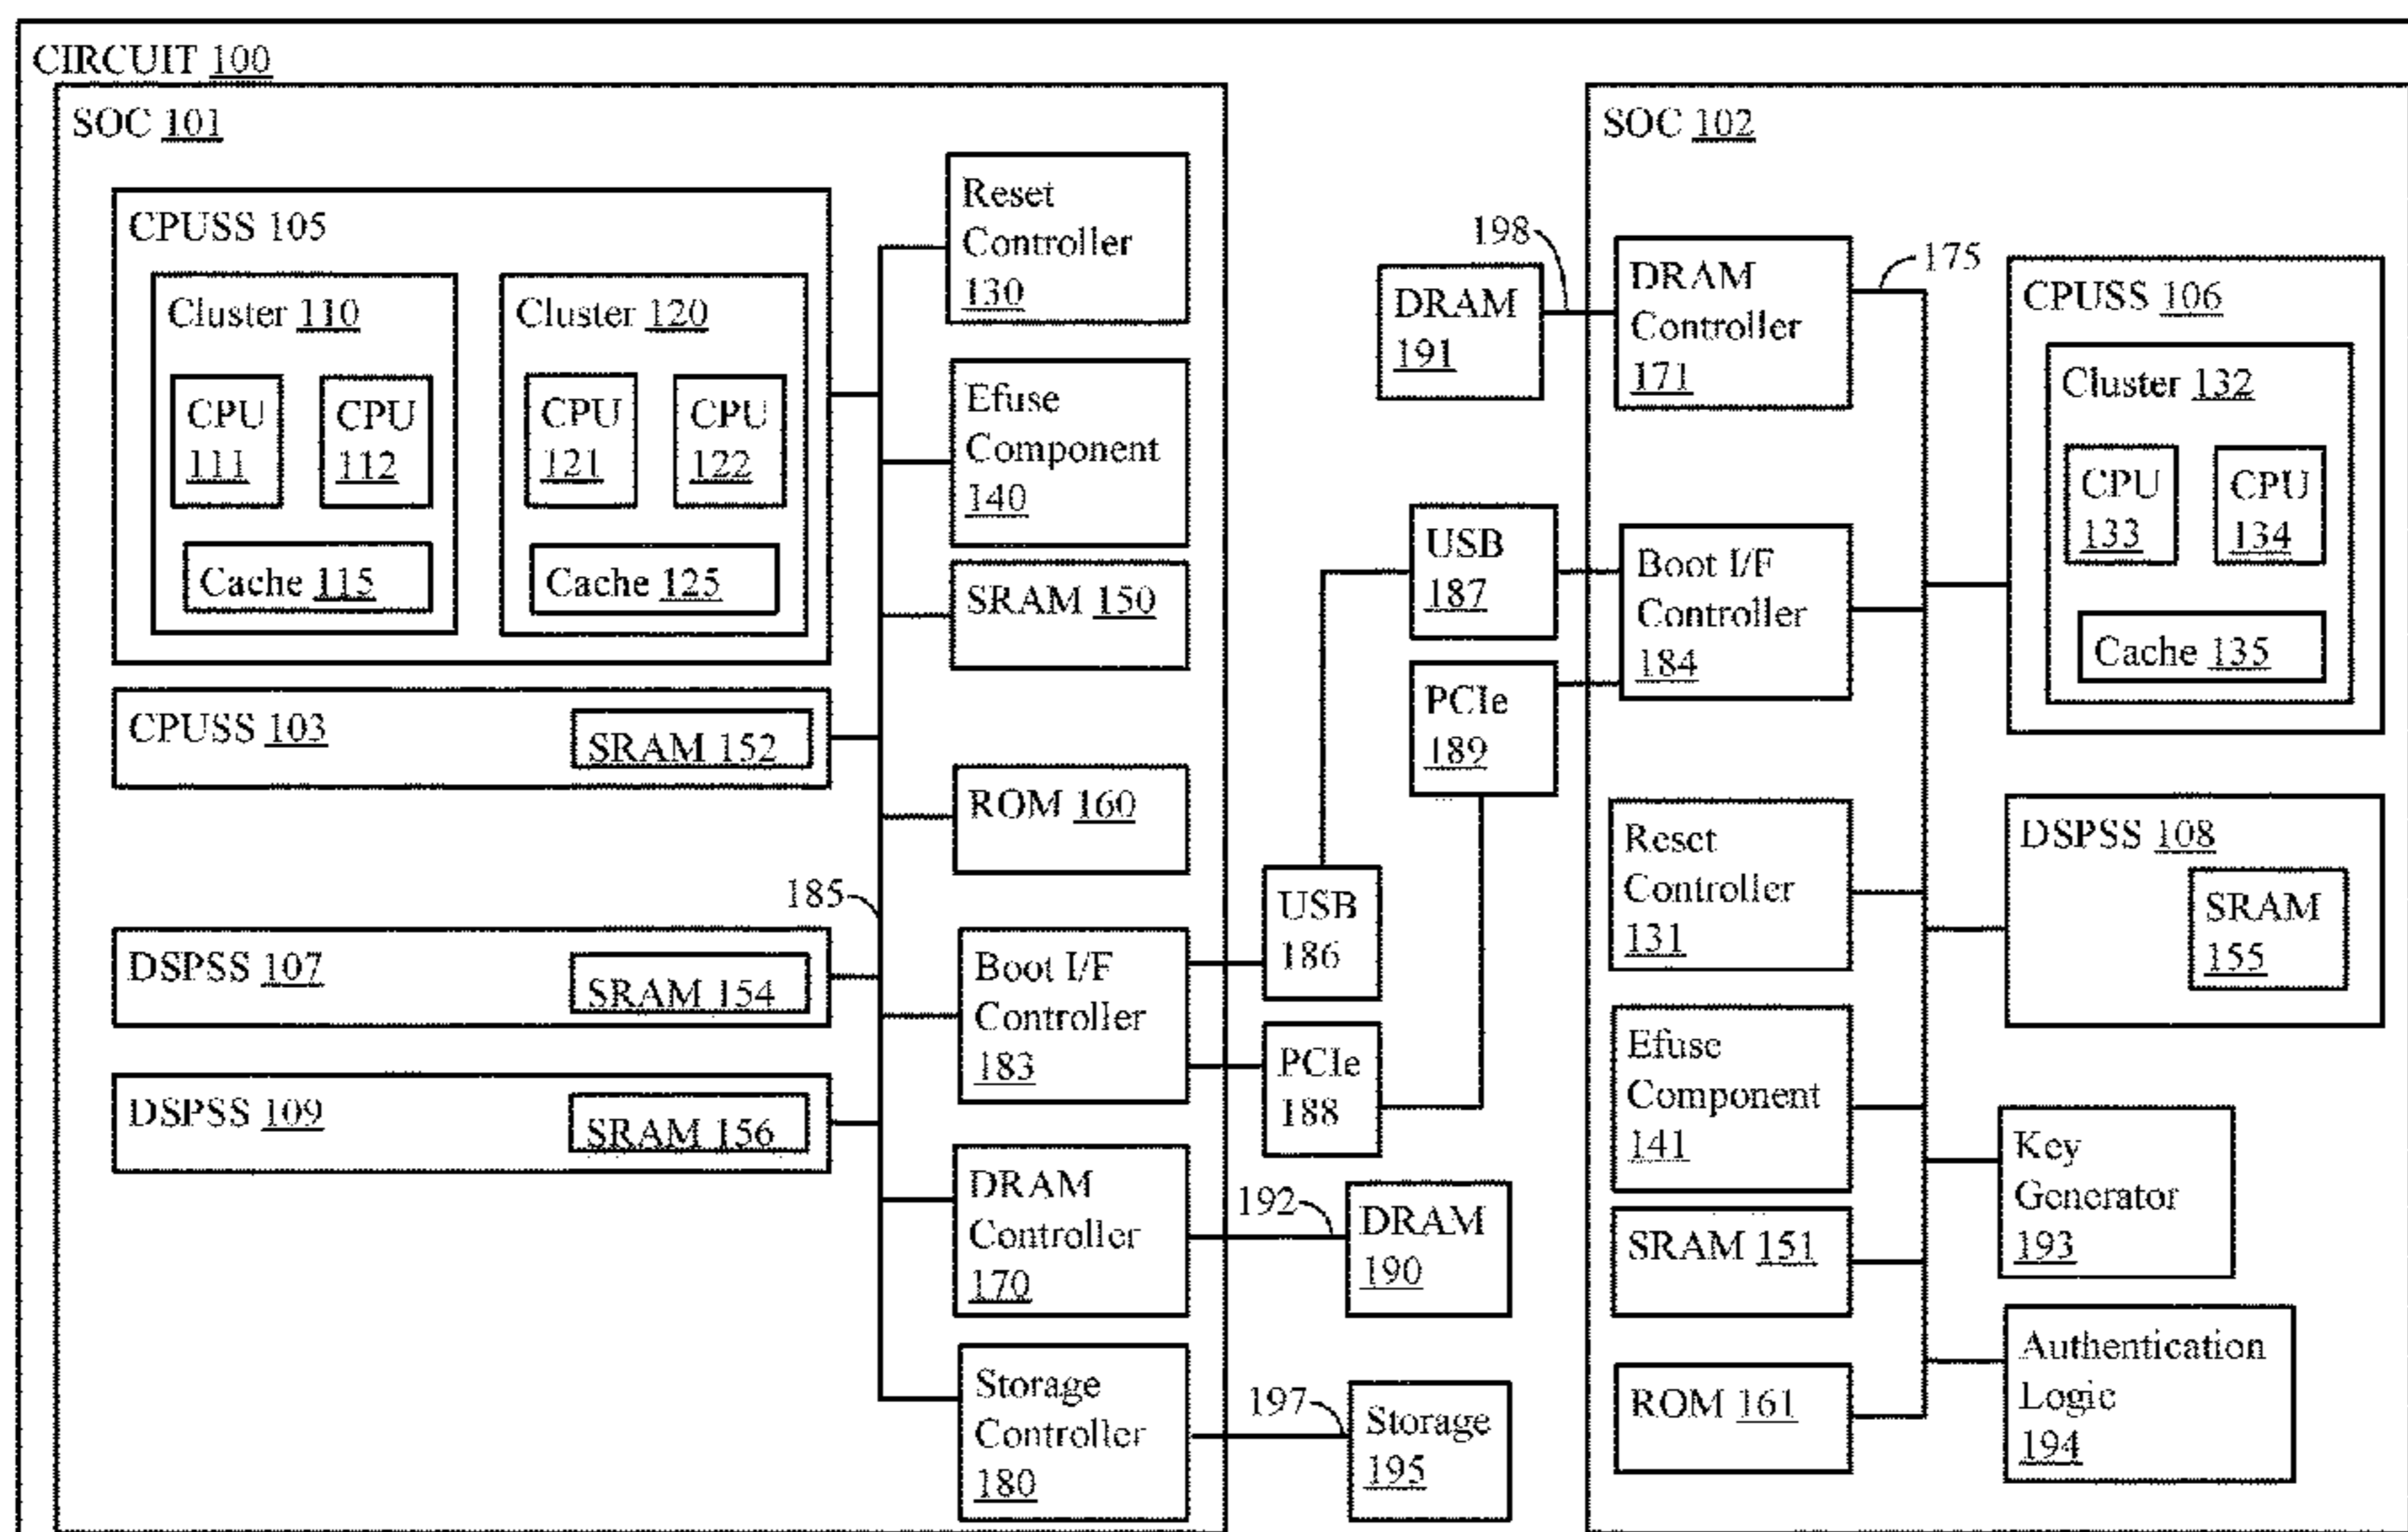 CIRCUIT 100
SOC 101
CPUSS 105
Cluster 110
CPU
111
CPU
112
Cache 115
Cluster 120
CPU
121
CPU
122
Cache 125
CPUSS 103
SRAM 152
DSPSS 107
SRAM 154
DSPSS 109
SRAM 156
185
Reset
Controller
130
Efuse
Component
140
SRAM 150
ROM 160
Boot I/F
Controller
183
DRAM
Controller
170
Storage
Controller
180
USB
186
PCIe
188
192
DRAM
190
197
Storage
195
198
DRAM
191
USB
187
PCIe
189
SOC 102
DRAM
Controller
171
175
Boot I/F
Controller
184
Reset
Controller
131
Efuse
Component
141
SRAM 151
ROM 161
CPUSS 106
Cluster 132
CPU
133
CPU
134
Cache 135
DSPSS 108
SRAM
155
Key
Generator
193
Authentication
Logic
194